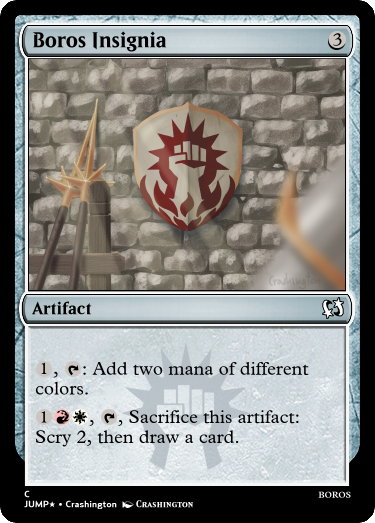 Boros Insignia 3
Crashington
Artifact
1, : Add two mana of different
colors.
1, , Sacrifice this artifact:
Scry 2, then draw a card.
C
BOROS
JUMP★ • Crashington CRASHINGTON